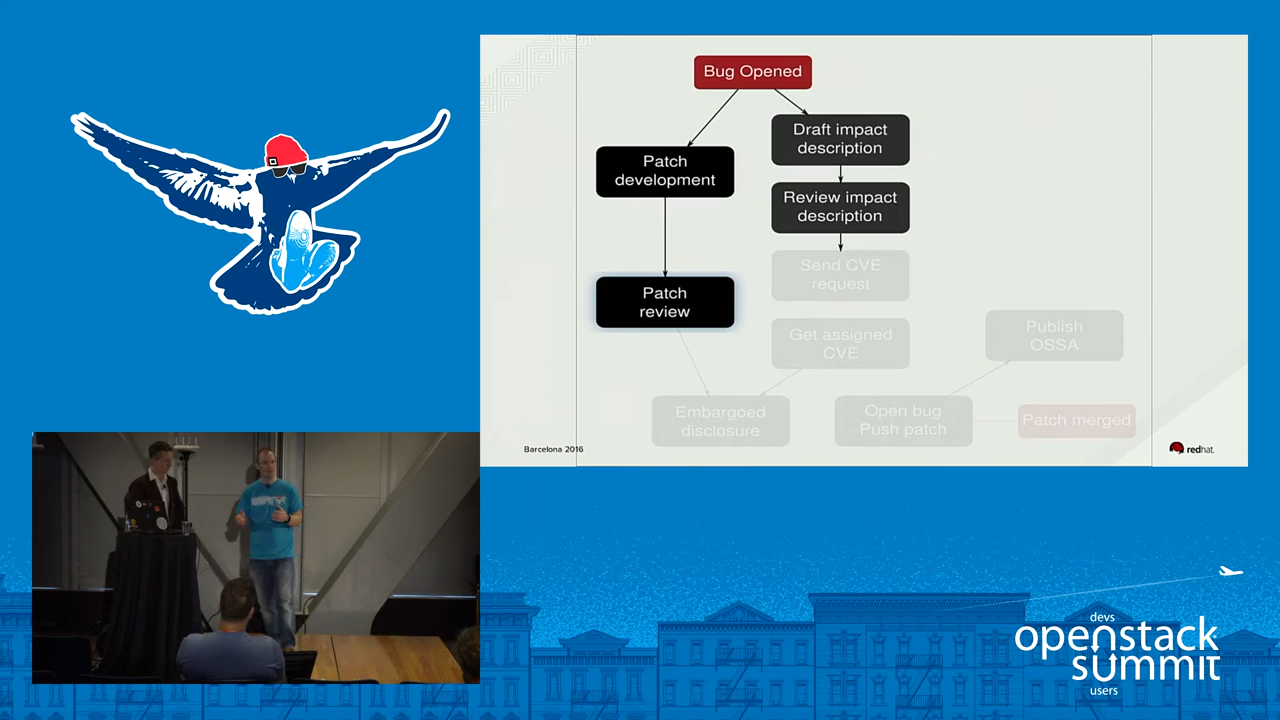 Bug Opened
Draft impact
description
Patch
development
Review impact
description
Send CVE
request
Patch
review
Get assigned
CVE
Publish
OSSA
Embargoed
disclosure
Open bug
Push patch
Patch merged
Barcelona 2016
redhat.
devs
openstack
summit
users